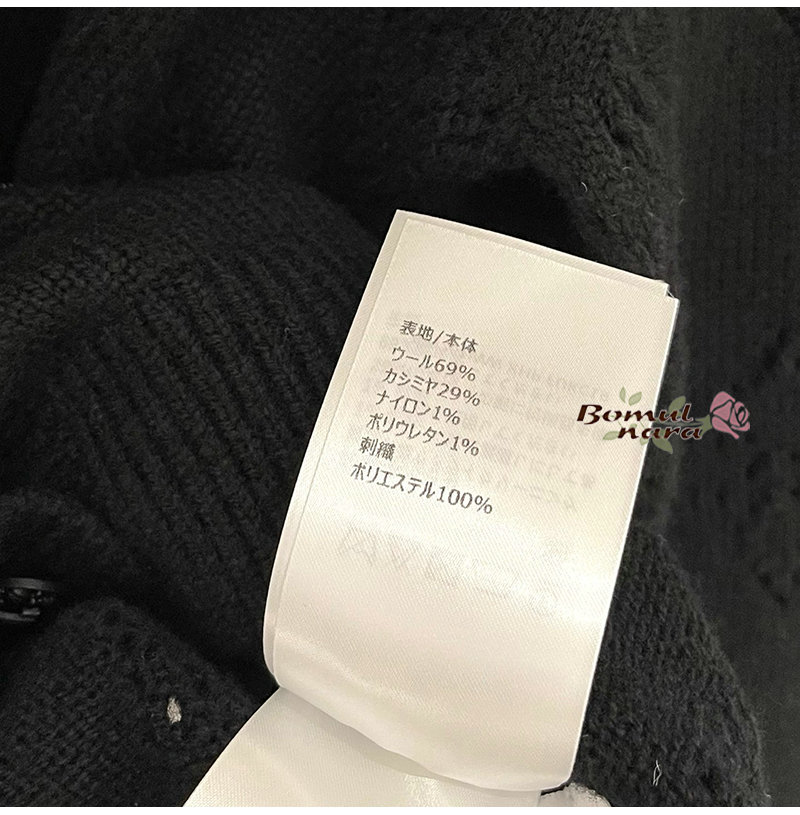 表地/本体
ウール69%
カシミヤ29%
ナイロン1%
ポリウレタン1%
刺繍
ポリエステル100%
Bomul
nara